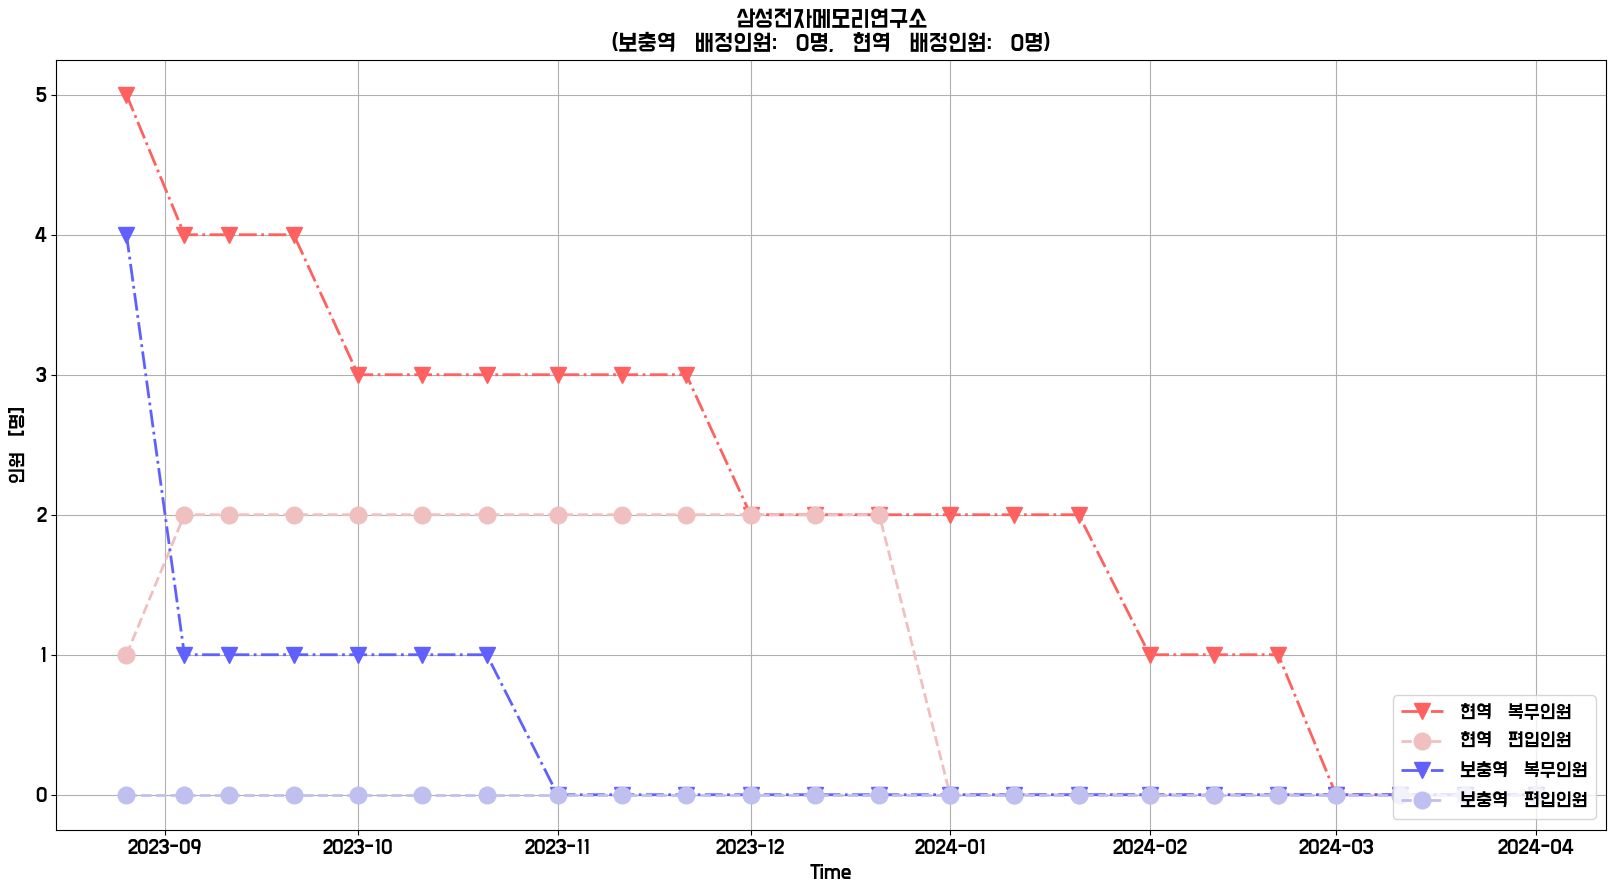 삼성전자메모리연구소
(보충역 배정인원: 0명, 현역 배정인원: 0명)
인원 [명]
5
4
3
2
1
0
현역 복무인원
현역 편입인원
보충역 복무인원
보충역 편입인원
2023-09 2023-10 2023-11 2023-12 2024-01 2024-02 2024-03 2024-04
Time